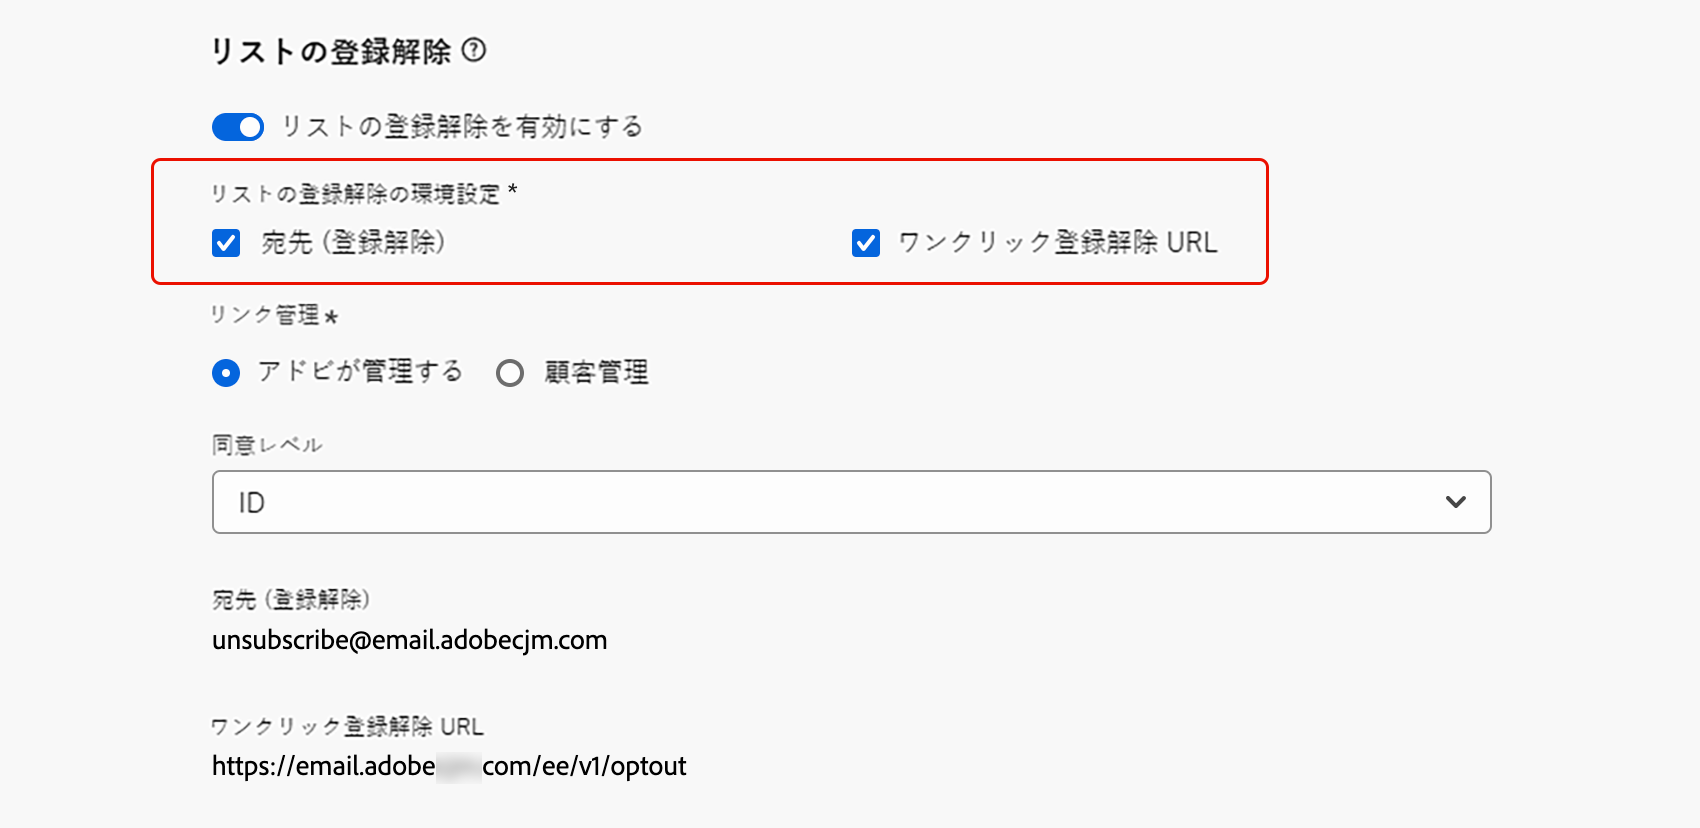 リストの登録解除 ?
リストの登録解除を有効にする
リストの登録解除の環境設定 *
宛先 (登録解除) ワンクリック登録解除 URL
リンク管理 *
アドビが管理する 顧客管理
同意レベル
ID
宛先 (登録解除)
unsubscribe@email.adobecjm.com
ワンクリック登録解除 URL
https://email.adobe com/ee/v1/optout